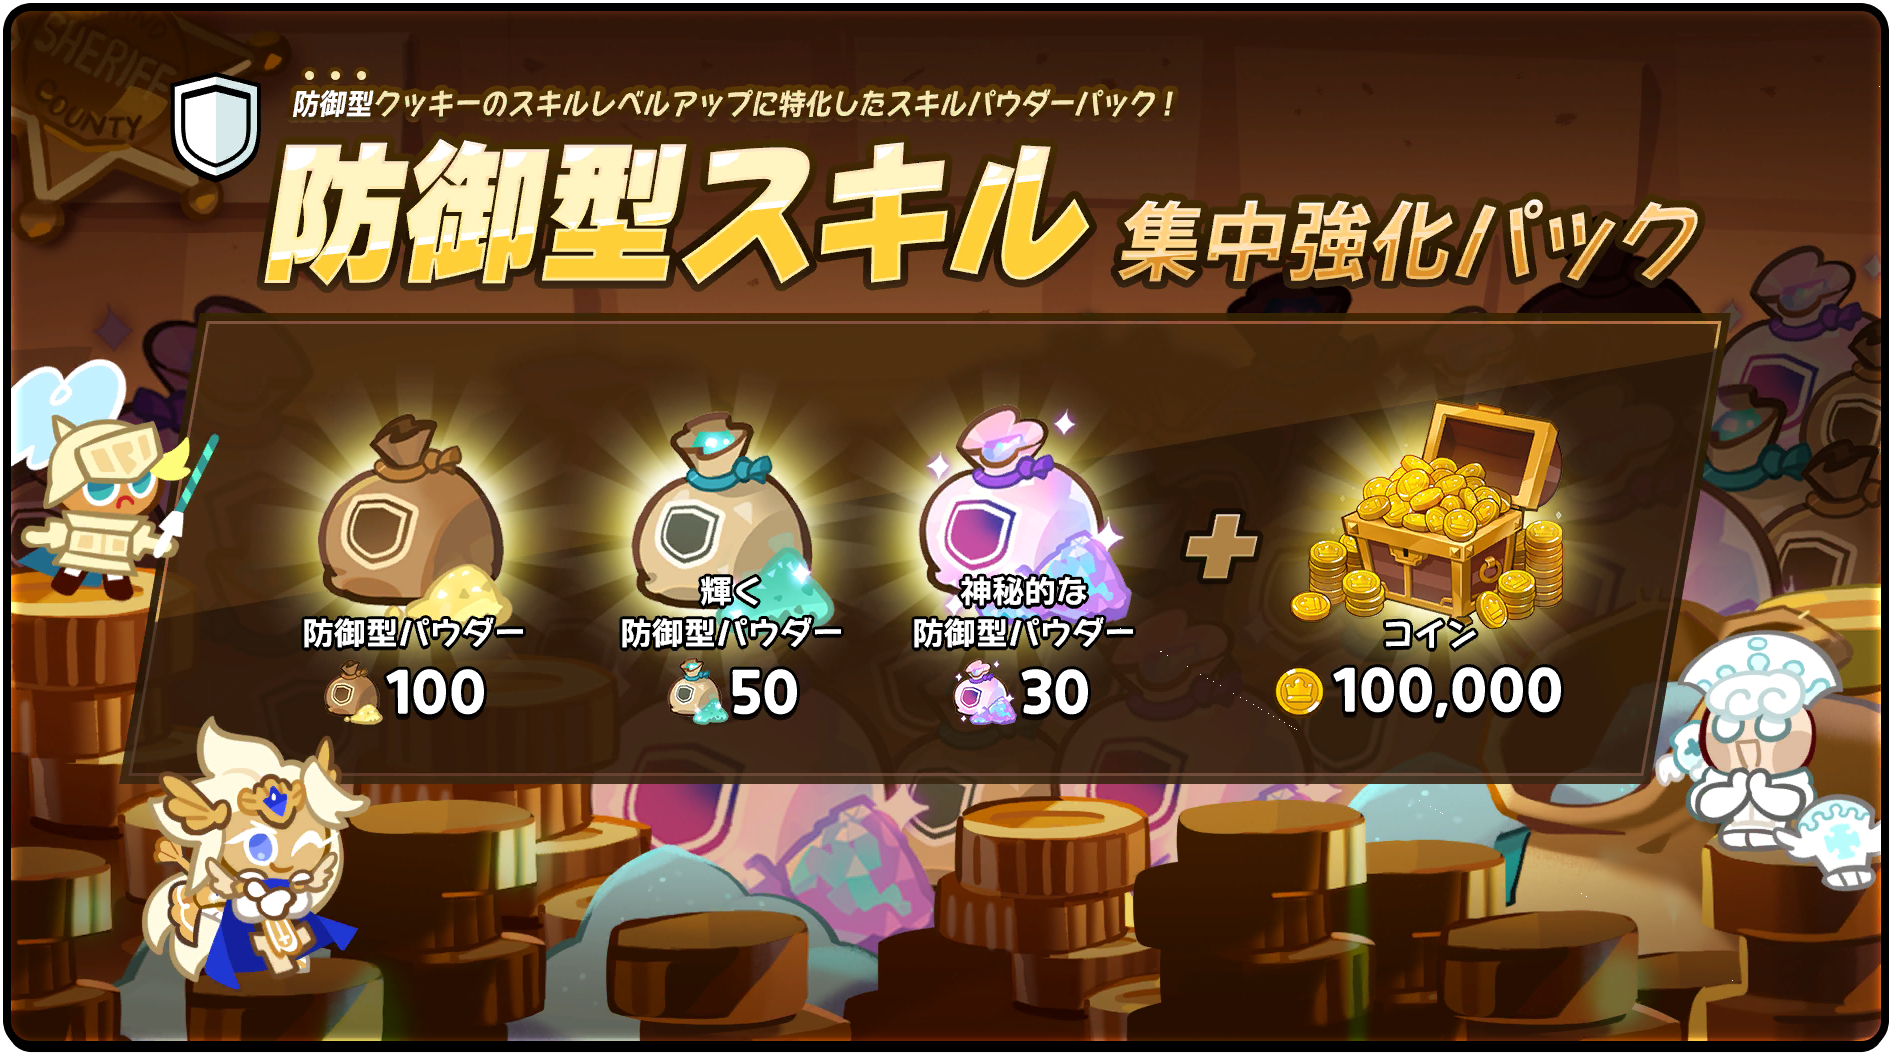 SHERIFF
COUNTY
防御型クッキーのスキルレベルアップに特化したスキルパウダーパック！
防御型スキル 集中強化パック
防御型パウダー
100
輝く
防御型パウダー
50
神秘的な
防御型パウダー
30
コイン
100,000